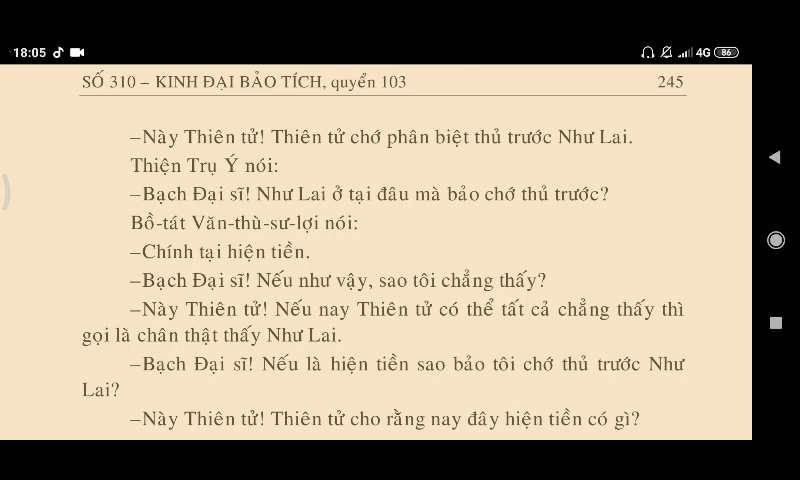 18:05
4G 86
SỐ 310 – KINH ĐẠI BẢO TÍCH, quyển 103 245
–Này Thiên tử! Thiên tử chớ phân biệt thủ trước Như Lai.
Thiện Trụ Ý nói:
–Bạch Đại sĩ! Như Lai ở tại đâu mà bảo chớ thủ trước?
Bồ-tát Văn-thù-sư-lợi nói:
–Chính tại hiện tiền.
–Bạch Đại sĩ! Nếu như vậy, sao tôi chẳng thấy?
–Này Thiên tử! Nếu nay Thiên tử có thể tất cả chẳng thấy thì
gọi là chân thật thấy Như Lai.
–Bạch Đại sĩ! Nếu là hiện tiền sao bảo tôi chớ thủ trước Như
Lai?
–Này Thiên tử! Thiên tử cho rằng nay đây hiện tiền có gì?